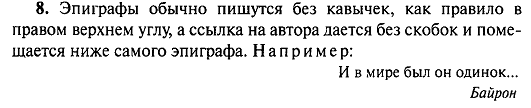 8. Эпиграфы обычно пишутся без кавычек, как правило в
правом верхнем углу, а ссылка на автора дается без скобок и поме-
щается ниже самого эпиграфа. Например:
И в мире был он одинок...
Байрон